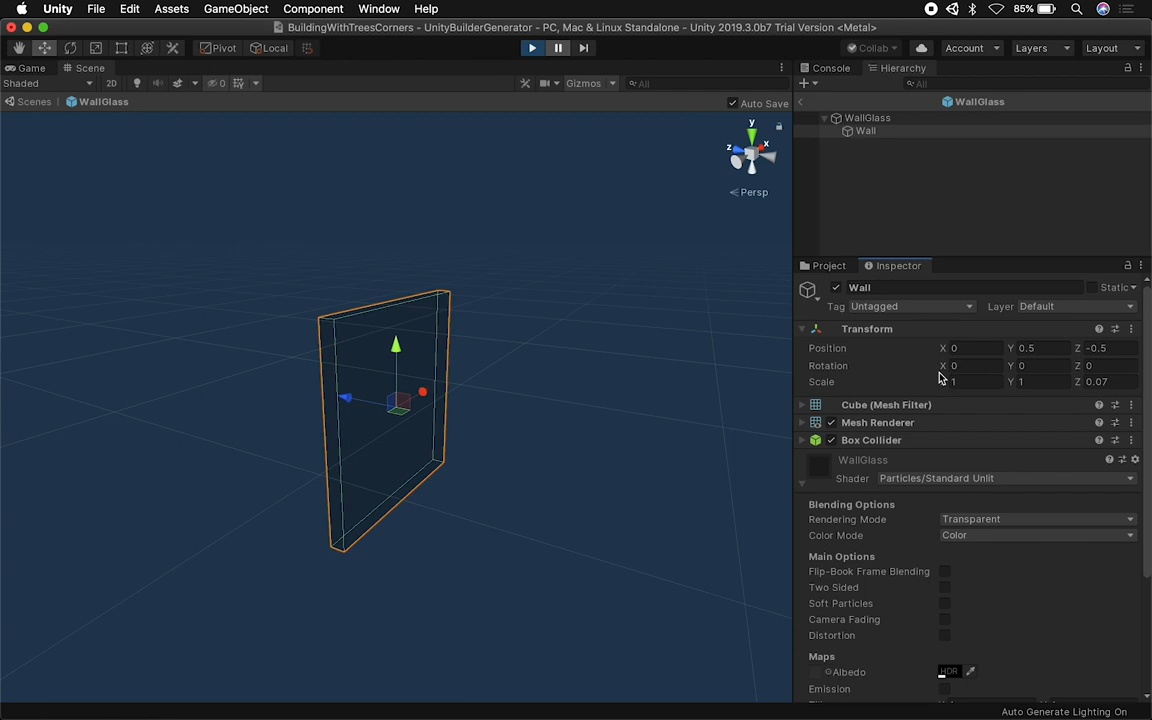 Unity File Edit Assets GameObject Component Window Help 85%
BuildingWithTreesCorners - UnityBuilderGenerator - PC, Mac & Linux Standalone - Unity 2019.3.0b7 Trial Version <Metal>
Pivot Local Collab Account Layers Layout
Game Scene Console Hierarchy
Shaded 2D 0 Gizmos All All
Scenes WallGlass Auto Save WallGlass
WallGlass
Wall
y
x
z
Persp
Project Inspector
Wall Static
Tag Untagged Layer Default
Transform
Position X 0 Y 0.5 Z -0.5
Rotation X 0 Y 0 Z 0
Scale 1 Y 1 Z 0.07
Cube (Mesh Filter)
Mesh Renderer
Box Collider
WallGlass
Shader Particles/Standard Unlit
Blending Options
Rendering Mode Transparent
Color Mode Color
Main Options
Flip-Book Frame Blending
Two Sided
Soft Particles
Camera Fading
Distortion
Maps
Albedo HDR
Emission
Auto Generate Lighting On